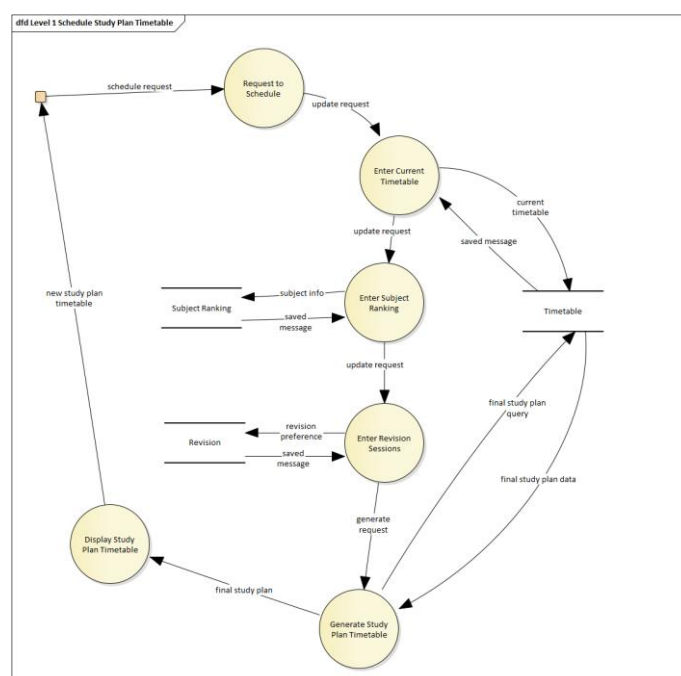 dfd Level 1 Schedule Study Plan Timetable
schedule request
Request to
Schedule
update request
Enter Current
Timetable
current
timetable
saved message
update request
new study plan
timetable
subject info
Subject Ranking
saved
message
Enter Subject
Ranking
Timetable
update request
final study plan
query
revision
preference
Revision
saved
message
Enter Revision
Sessions
final study plan data
generate
request
Display Study
Plan Timetable
final study plan
Generate Study
Plan Timetable